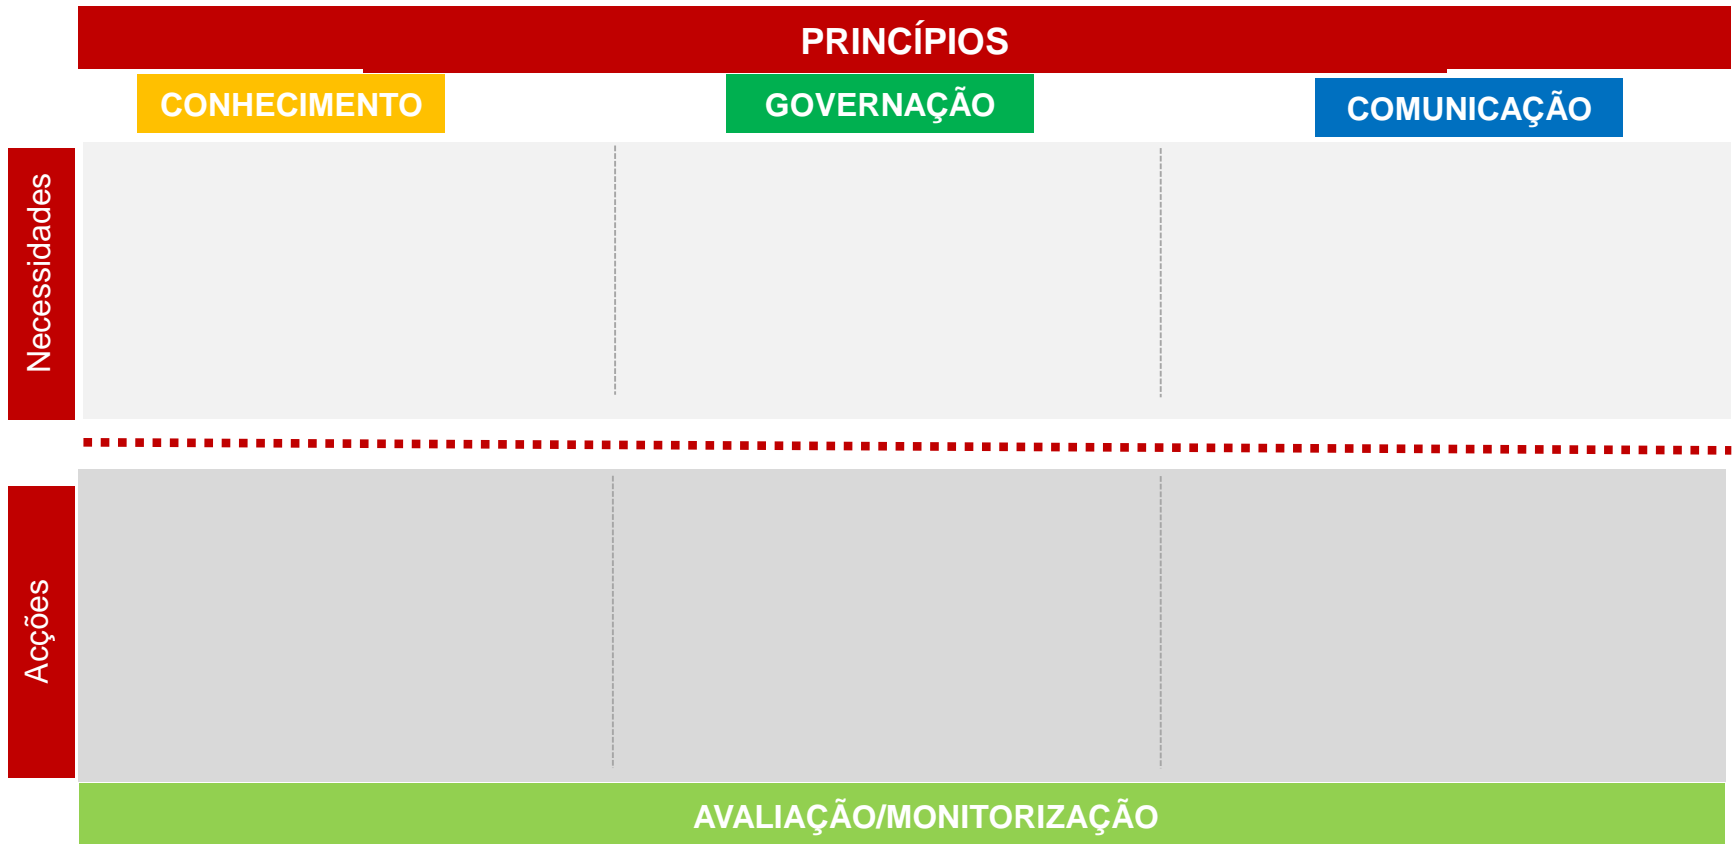 PRINCÍPIOS
CONHECIMENTO
GOVERNAÇÃO
COMUNICAÇÃO
Necessidades
Acções
AVALIAÇÃO/MONITORIZAÇÃO